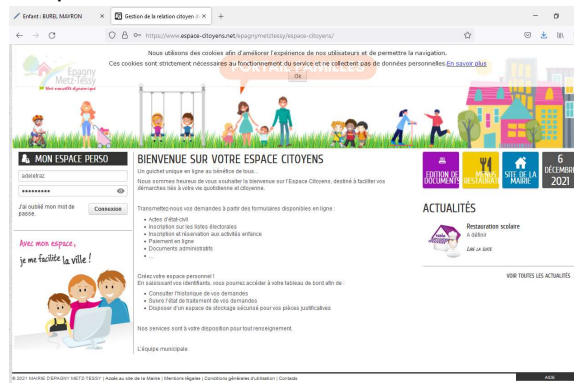 Enfant : BUREL MAYRON
Gestion de la relation citoyen de
https://www.espace-citoyens.net/epagnymetztessy/espace-citoyens/
Nous utilisons des cookies afin d'améliorer l'expérience de nos utilisateurs et de permettre la navigation.
Ces cookies sont strictement nécessaires au fonctionnement du service et ne collectent pas de données personnelles. En savoir plus
PORTAIL FAMILLES
Ok
Epagny
Metz-Tessy
MON ESPACE PERSO
adeletraz
•••••••••
J'ai oublié mon mot de
passe.
Connexion
Avec mon espace,
je me facilite la ville !
BIENVENUE SUR VOTRE ESPACE CITOYENS
Un guichet unique en ligne au bénéfice de tous...
Nous sommes heureux de vous souhaiter la bienvenue sur l'Espace Citoyens, destiné à faciliter vos
démarches liés à votre vie quotidienne et citoyenne.
Transmettez-nous vos demandes à partir des formulaires disponibles en ligne :
• Actes d'état-civil
• Inscription sur les listes électorales
• Inscription et réservation aux activités enfance
• Paiement en ligne
• Documents administratifs
• ...
Créez votre espace personnel !
En saisissant vos identifiants, vous pourrez accéder à votre tableau de bord afin de :
• Consulter l'historique de vos demandes
• Suivre l'état de traitement de vos demandes
• Disposer d'un espace de stockage sécurisé pour vos pièces justificatives
Nos services sont à votre disposition pour tout renseignement.
L'équipe municipale
EDITION DE
DOCUMENTS
MENUS
RESTAURATION
SITE DE LA
MAIRIE
6
DÉCEMBRE
2021
ACTUALITÉS
Restauration scolaire
A définir
LIRE LA SUITE
VOIR TOUTES LES ACTUALITÉS
© 2021 MAIRIE D'EPAGNY METZ-TESSY | Accès au site de la Mairie | Mentions légales | Conditions générales d'utilisation | Contacts
AIDE